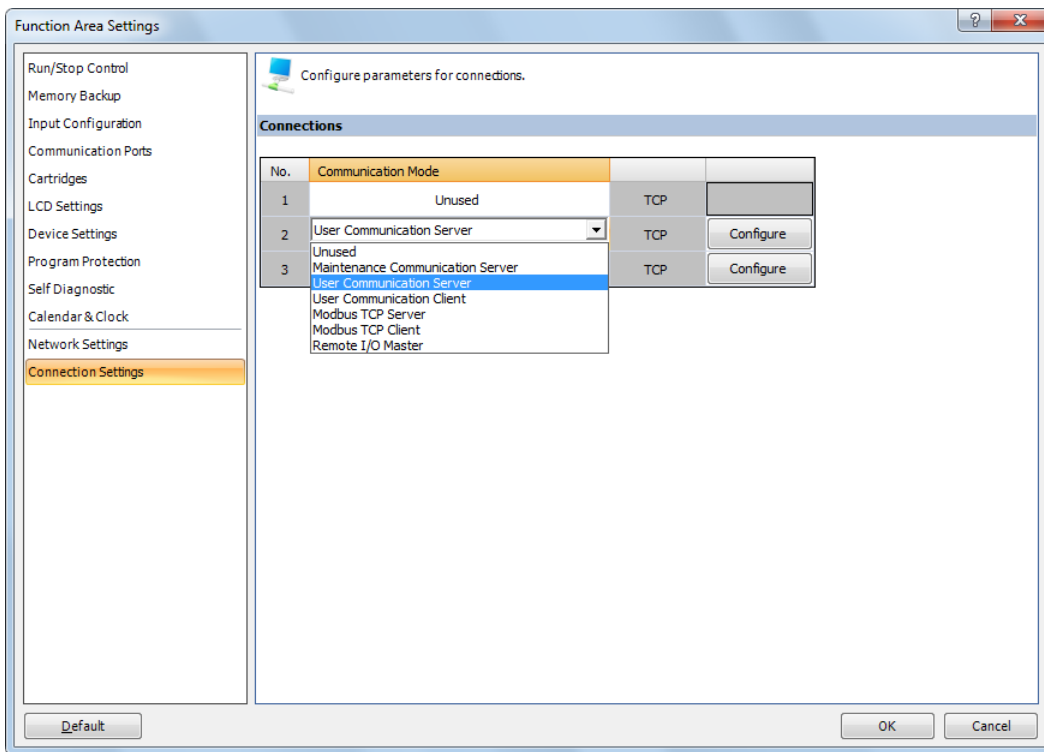 Function Area Settings
Run/Stop Control
Memory Backup
Input Configuration
Communication Ports
Cartridges
LCD Settings
Device Settings
Program Protection
Self Diagnostic
Calendar & Clock
Network Settings
Connection Settings
Configure parameters for connections.
Connections
No. Communication Mode
1 Unused TCP
2 User Communication Server TCP Configure
3 TCP Configure
Unused
Maintenance Communication Server
User Communication Server
User Communication Client
Modbus TCP Server
Modbus TCP Client
Remote I/O Master
Default OK Cancel